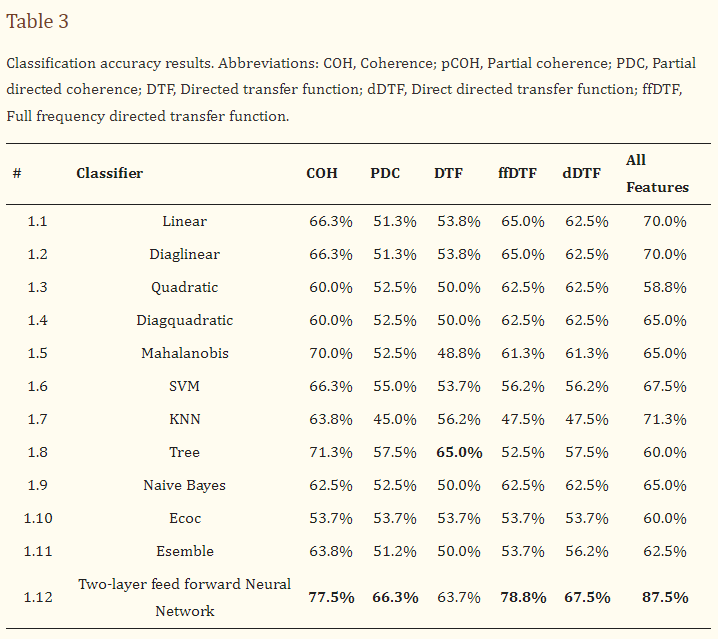 Table 3
Classification accuracy results. Abbreviations: COH, Coherence; pCOH, Partial coherence; PDC, Partial
directed coherence; DTF, Directed transfer function; dDTF, Direct directed transfer function; ffDTF,
Full frequency directed transfer function.
# Classifier COH PDC DTF ffDTF dDTF All
Features
1.1 Linear 66.3% 51.3% 53.8% 65.0% 62.5% 70.0%
1.2 Diaglinear 66.3% 51.3% 53.8% 65.0% 62.5% 70.0%
1.3 Quadratic 60.0% 52.5% 50.0% 62.5% 62.5% 58.8%
1.4 Diagquadratic 60.0% 52.5% 50.0% 62.5% 62.5% 65.0%
1.5 Mahalanobis 70.0% 52.5% 48.8% 61.3% 61.3% 65.0%
1.6 SVM 66.3% 55.0% 53.7% 56.2% 56.2% 67.5%
1.7 KNN 63.8% 45.0% 56.2% 47.5% 47.5% 71.3%
1.8 Tree 71.3% 57.5% 65.0% 52.5% 57.5% 60.0%
1.9 Naive Bayes 62.5% 52.5% 50.0% 62.5% 62.5% 65.0%
1.10 Ecoc 53.7% 53.7% 53.7% 53.7% 53.7% 60.0%
1.11 Esemble 63.8% 51.2% 50.0% 53.7% 56.2% 62.5%
1.12 Two-layer feed forward Neural
Network 77.5% 66.3% 63.7% 78.8% 67.5% 87.5%